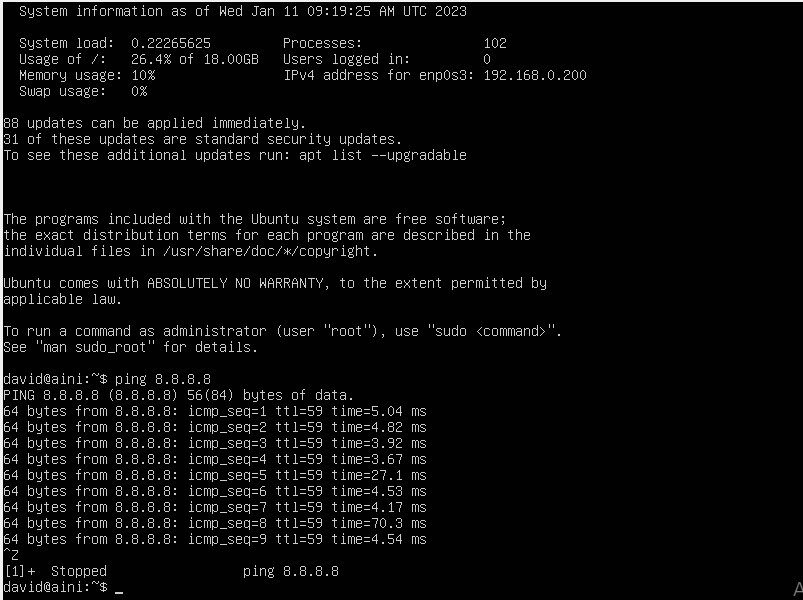 System information as of Wed Jan 11 09:19:25 AM UTC 2023
System load:  0.22265625         Processes:               102
Usage of /:   26.4% of 18.00GB   Users logged in:         0
Memory usage: 10%                IPv4 address for enp0s3: 192.168.0.200
Swap usage:   0%
88 updates can be applied immediately.
31 of these updates are standard security updates.
To see these additional updates run: apt list --upgradable
The programs included with the Ubuntu system are free software;
the exact distribution terms for each program are described in the
individual files in /usr/share/doc/*/copyright.
Ubuntu comes with ABSOLUTELY NO WARRANTY, to the extent permitted by
applicable law.
To run a command as administrator (user "root"), use "sudo <command>".
See "man sudo_root" for details.
david@aini:~$ ping 8.8.8.8
PING 8.8.8.8 (8.8.8.8) 56(84) bytes of data.
64 bytes from 8.8.8.8: icmp_seq=1 ttl=59 time=5.04 ms
64 bytes from 8.8.8.8: icmp_seq=2 ttl=59 time=4.82 ms
64 bytes from 8.8.8.8: icmp_seq=3 ttl=59 time=3.92 ms
64 bytes from 8.8.8.8: icmp_seq=4 ttl=59 time=3.67 ms
64 bytes from 8.8.8.8: icmp_seq=5 ttl=59 time=27.1 ms
64 bytes from 8.8.8.8: icmp_seq=6 ttl=59 time=4.53 ms
64 bytes from 8.8.8.8: icmp_seq=7 ttl=59 time=4.17 ms
64 bytes from 8.8.8.8: icmp_seq=8 ttl=59 time=70.3 ms
64 bytes from 8.8.8.8: icmp_seq=9 ttl=59 time=4.54 ms
^Z
[1]+  Stopped                 ping 8.8.8.8
david@aini:~$ _